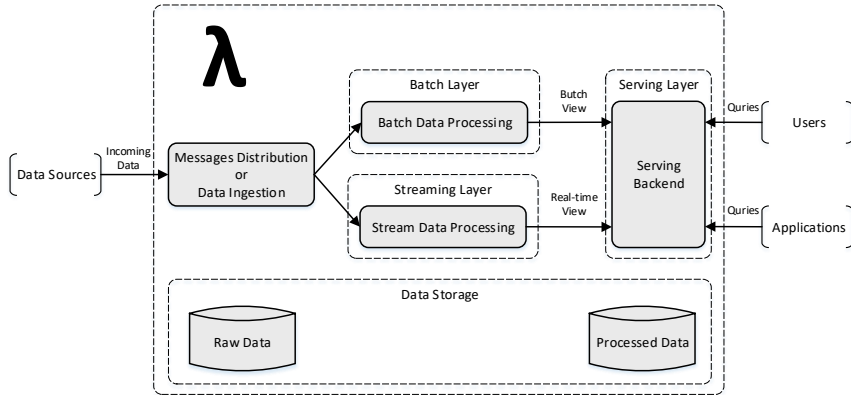 λ
Batch Layer
Batch Data Processing
Butch
View
Serving Layer
Serving
Backend
Quries
Users
Data Sources
Incoming
Data
Messages Distribution
or
Data Ingestion
Streaming Layer
Stream Data Processing
Real-time
View
Quries
Applications
Data Storage
Raw Data
Processed Data